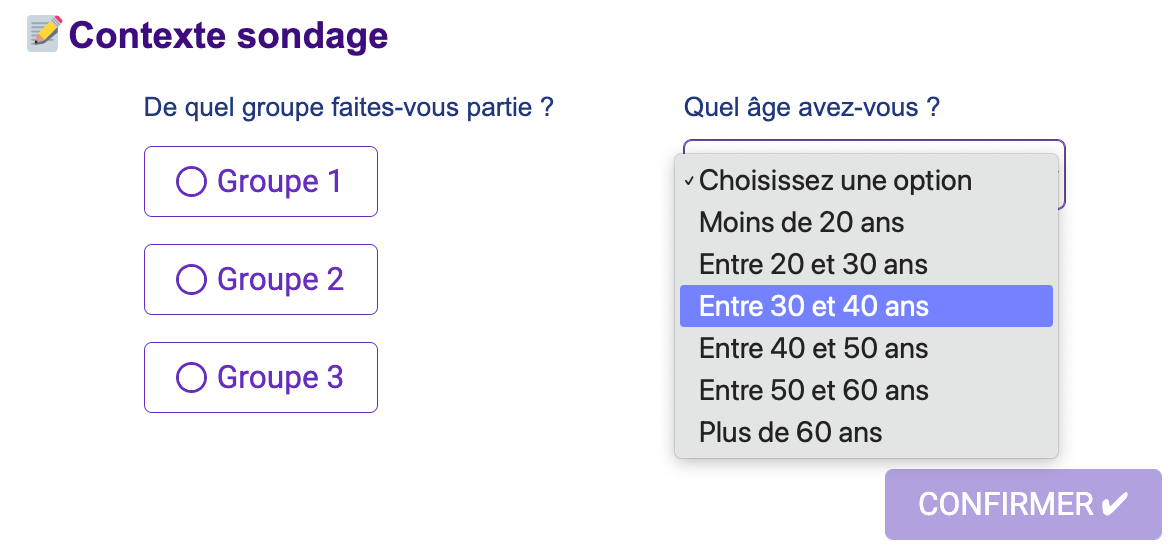 Contexte sondage
De quel groupe faites-vous partie ?
Groupe 1
Groupe 2
Groupe 3
Quel âge avez-vous ?
✓ Choisissez une option
Moins de 20 ans
Entre 20 et 30 ans
Entre 30 et 40 ans
Entre 40 et 50 ans
Entre 50 et 60 ans
Plus de 60 ans
CONFIRMER ✔